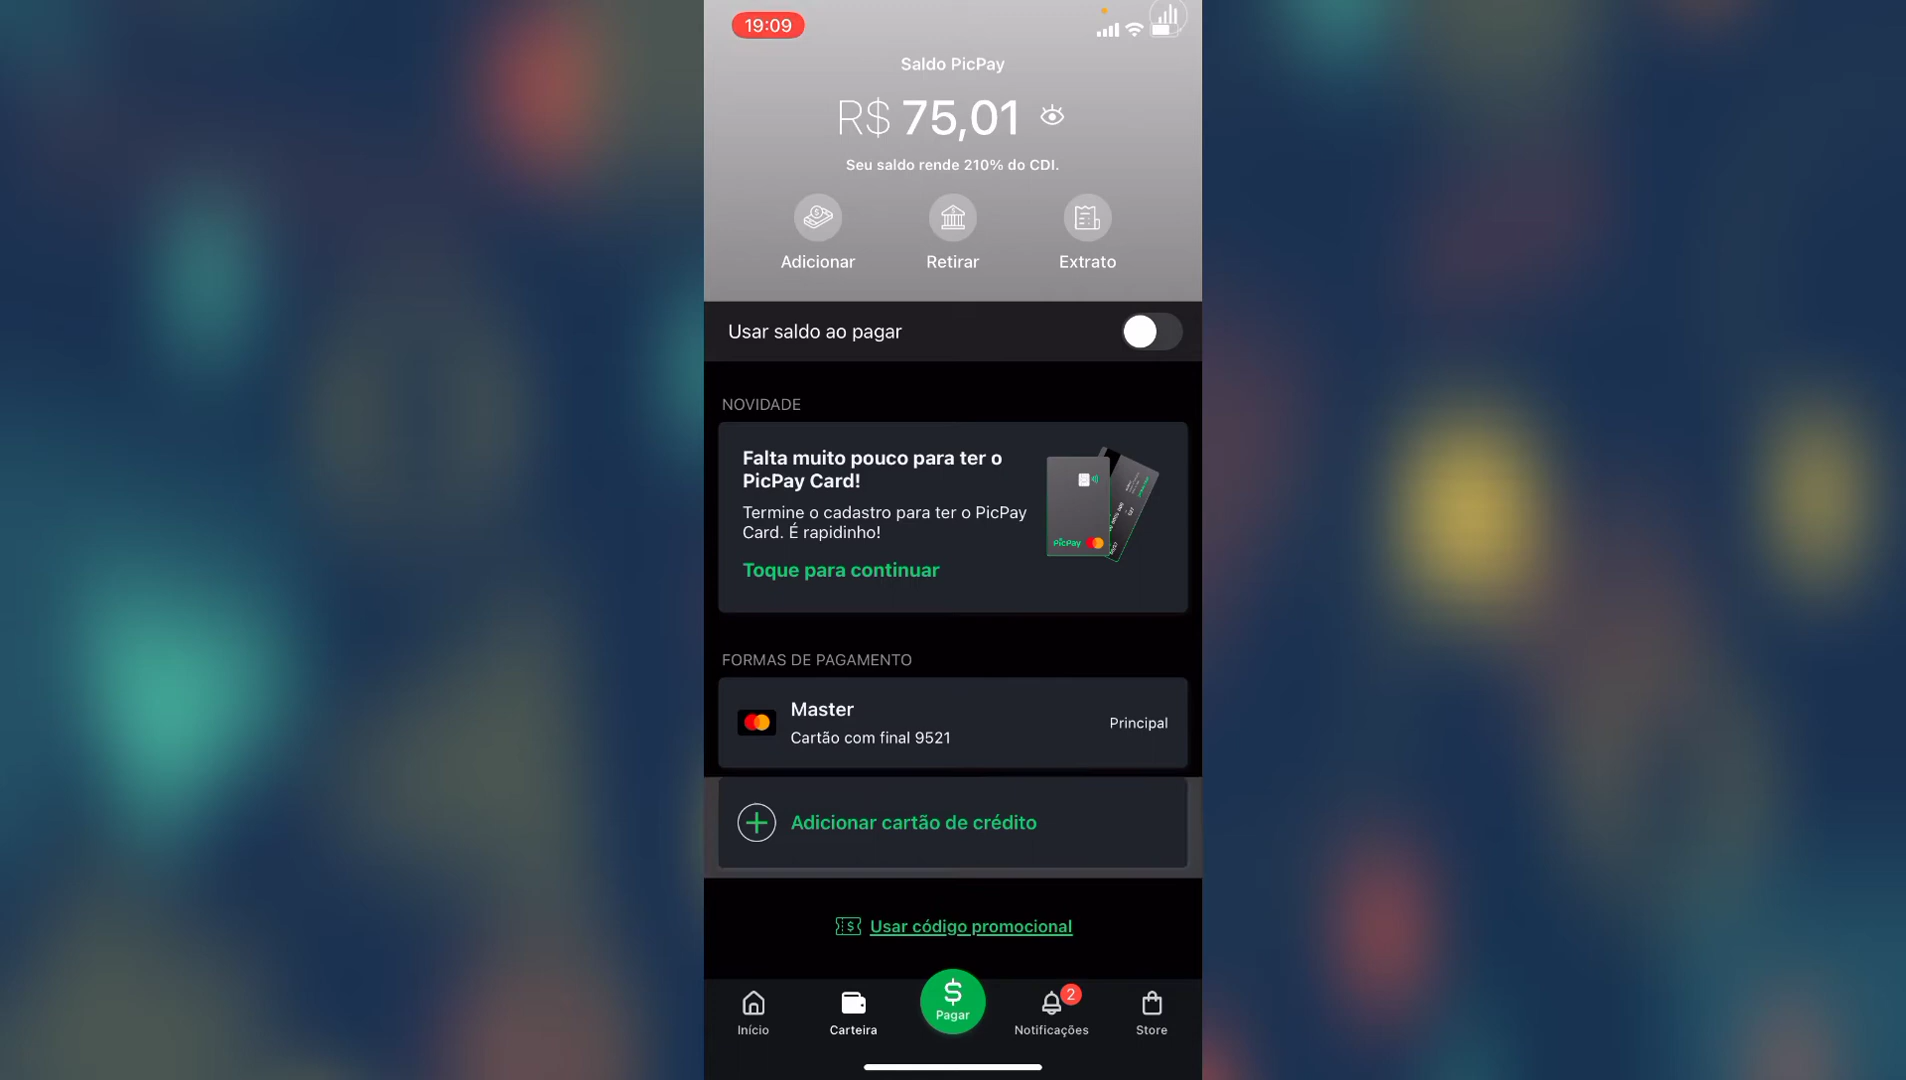 19:09
Saldo PicPay
R$ 75,01
Seu saldo rende 210% do CDI.
Adicionar
Retirar
Extrato
Usar saldo ao pagar
NOVIDADE
Falta muito pouco para ter o
PicPay Card!
Termine o cadastro para ter o PicPay
Card. É rapidinho!
Toque para continuar
PicPay
FORMAS DE PAGAMENTO
Master
Cartão com final 9521
Principal
Adicionar cartão de crédito
Usar código promocional
Início
Carteira
Pagar
2
Notificações
Store